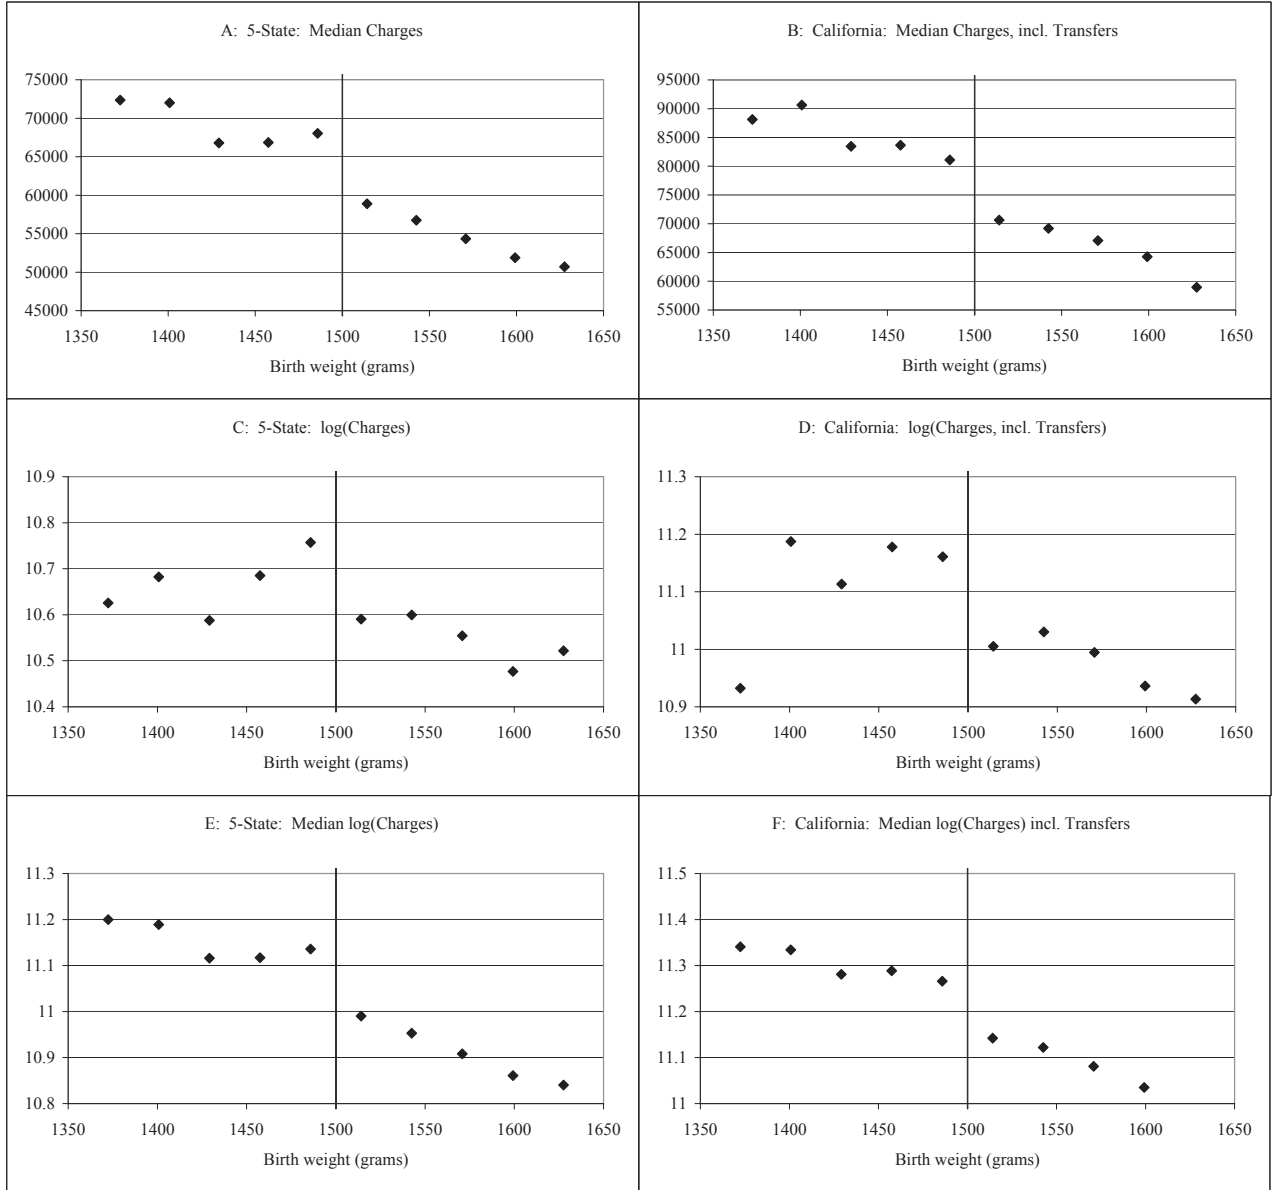 A: 5-State: Median Charges
75000
70000
65000
60000
55000
50000
45000
1350 1400 1450 1500 1550 1600 1650
Birth weight (grams)
B: California: Median Charges, incl. Transfers
95000
90000
85000
80000
75000
70000
65000
60000
55000
1350 1400 1450 1500 1550 1600 1650
Birth weight (grams)
C: 5-State: log(Charges)
10.9
10.8
10.7
10.6
10.5
10.4
1350 1400 1450 1500 1550 1600 1650
Birth weight (grams)
D: California: log(Charges, incl. Transfers)
11.3
11.2
11.1
11
10.9
1350 1400 1450 1500 1550 1600 1650
Birth weight (grams)
E: 5-State: Median log(Charges)
11.3
11.2
11.1
11
10.9
10.8
1350 1400 1450 1500 1550 1600 1650
Birth weight (grams)
F: California: Median log(Charges) incl. Transfers
11.5
11.4
11.3
11.2
11.1
11
1350 1400 1450 1500 1550 1600 1650
Birth weight (grams)